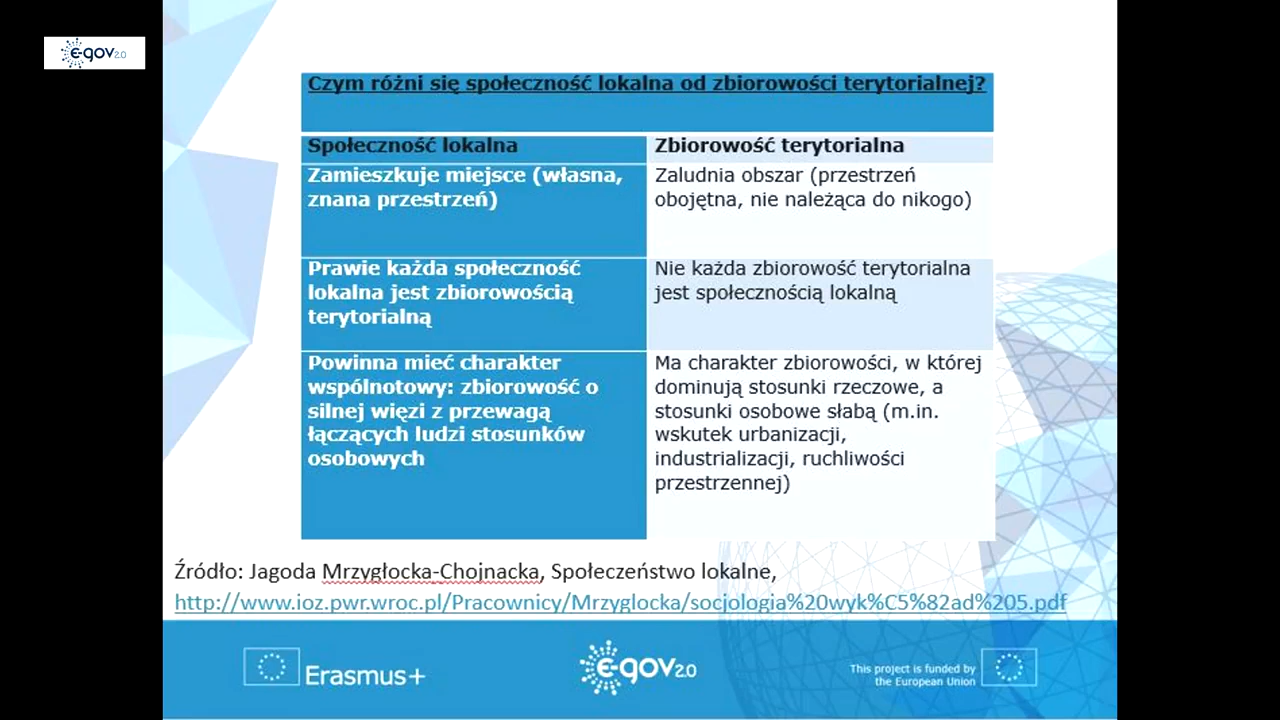 e-gov 2.0
Czym różni się społeczność lokalna od zbiorowości terytorialnej?
Społeczność lokalna
Zbiorowość terytorialna
Zamieszkuje miejsce (własna,
znana przestrzeń)
Zaludnia obszar (przestrzeń
obojętna, nie należąca do nikogo)
Prawie każda społeczność
lokalna jest zbiorowością
terytorialną
Nie każda zbiorowość terytorialna
jest społecznością lokalną
Powinna mieć charakter
wspólnotowy: zbiorowość o
silnej więzi z przewagą
łączących ludzi stosunków
osobowych
Ma charakter zbiorowości, w której
dominują stosunki rzeczowe, a
stosunki osobowe słabą (m.in.
wskutek urbanizacji,
industrializacji, ruchliwości
przestrzennej)
Źródło: Jagoda Mrzygłocka-Chojnacka, Społeczeństwo lokalne,
http://www.ioz.pwr.wroc.pl/Pracownicy/Mrzyglocka/socjologia%20wyk%C5%82ad%205.pdf
Erasmus+
e-gov 2.0
This project is funded by
the European Union